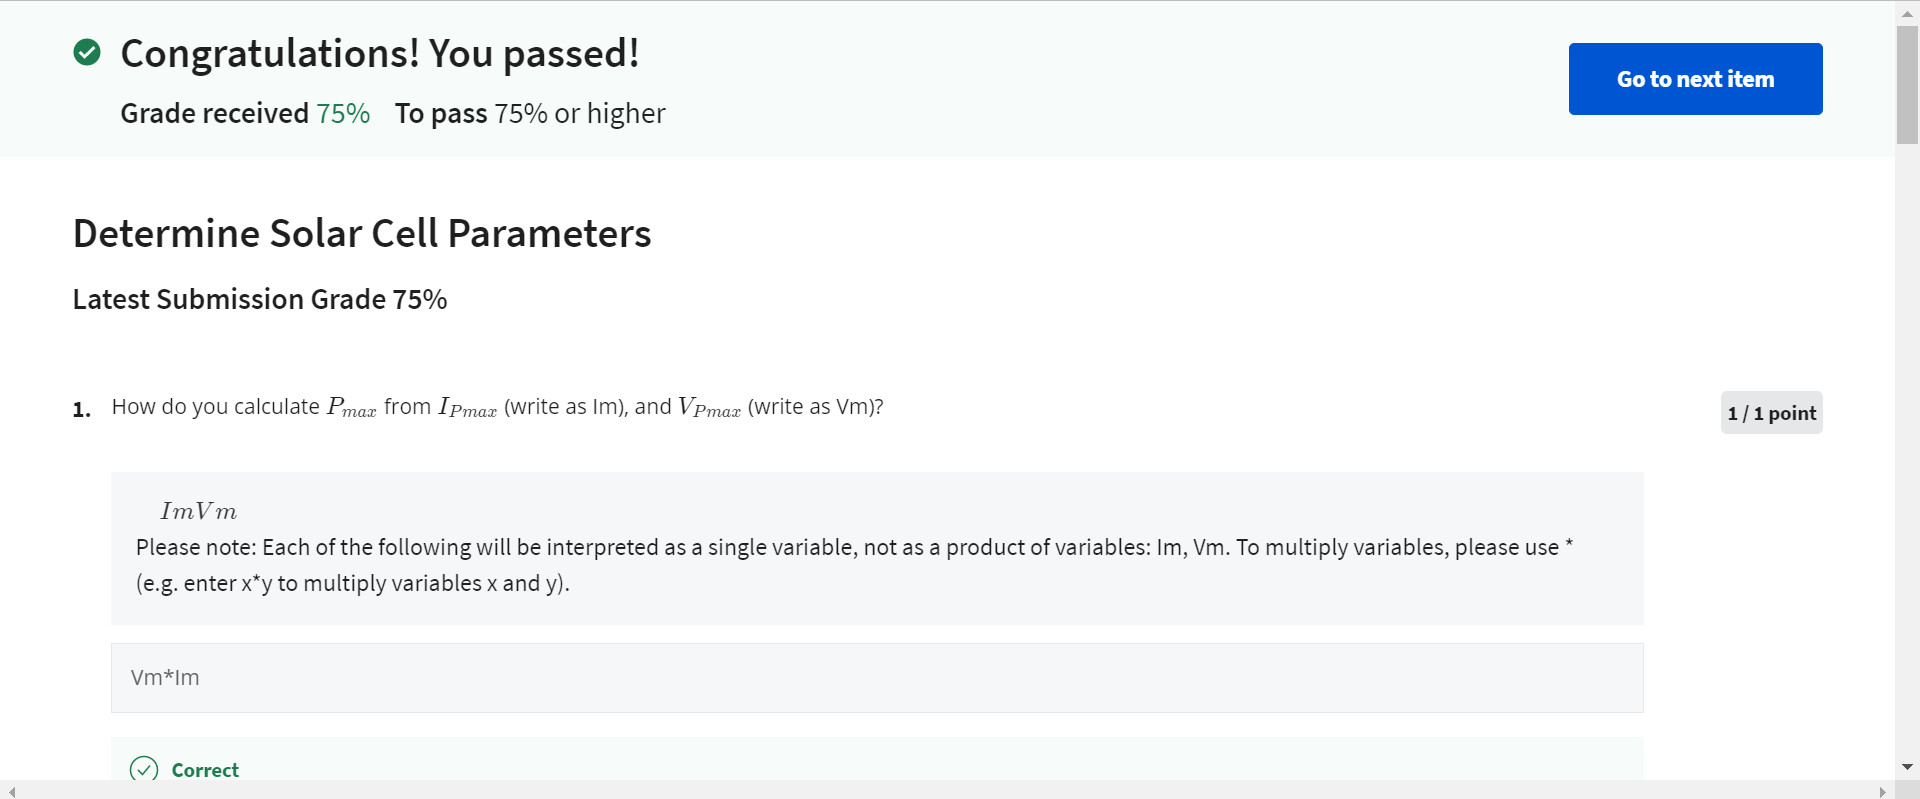 Congratulations! You passed!
Go to next item
Grade received 75% To pass 75% or higher
Determine Solar Cell Parameters
Latest Submission Grade 75%
1. How do you calculate P_max from I_Pmax (write as Im), and V_Pmax (write as Vm)?
1 / 1 point
ImVm
Please note: Each of the following will be interpreted as a single variable, not as a product of variables: Im, Vm. To multiply variables, please use *
(e.g. enter x*y to multiply variables x and y).
Vm*Im
Correct